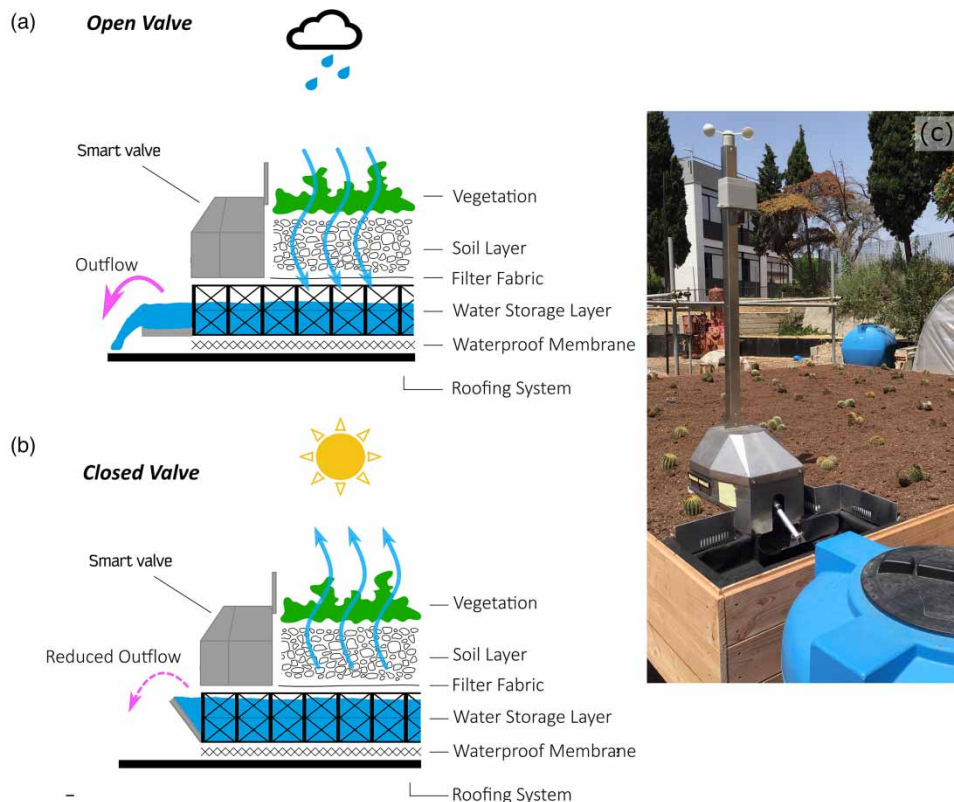 (a)
Open Valve
Smart valve
Vegetation
Soil Layer
Outflow
Filter Fabric
Water Storage Layer
Waterproof Membrane
Roofing System
(b)
Closed Valve
Smart valve
Vegetation
Reduced Outflow
Soil Layer
Filter Fabric
Water Storage Layer
Waterproof Membrane
Roofing System
(c)